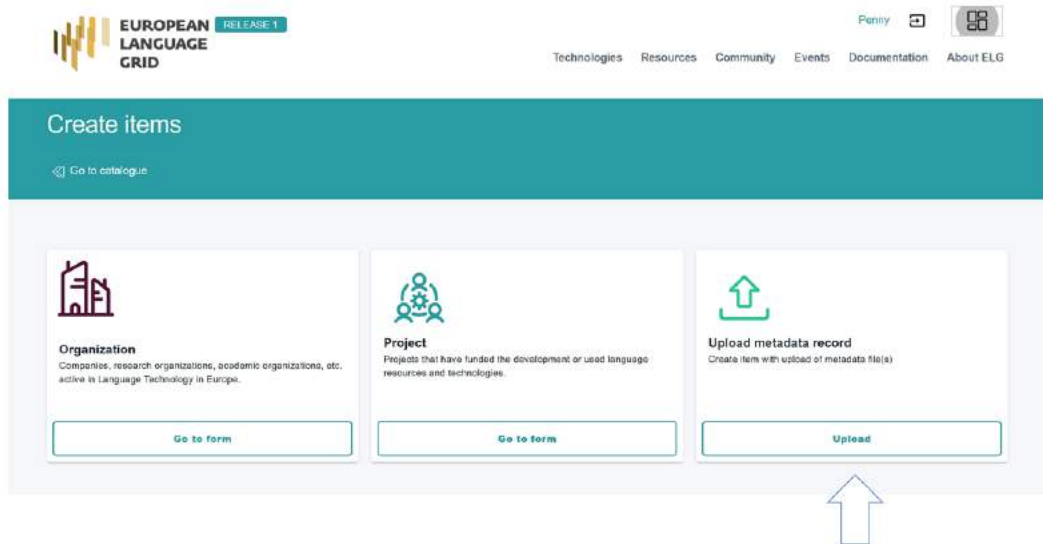 EUROPEAN RELEASE 1
LANGUAGE
GRID
Penny
Technologies Resources Community Events Documentation About ELG
Create items
Go to catalogue
Organization
Companies, research organizations, academic organizations, etc.
active in Language Technology in Europe.
Go to form
Project
Projects that have funded the development or used language
resources and technologies.
Go to form
Upload metadata record
Create item with upload of metadata file(s)
Upload